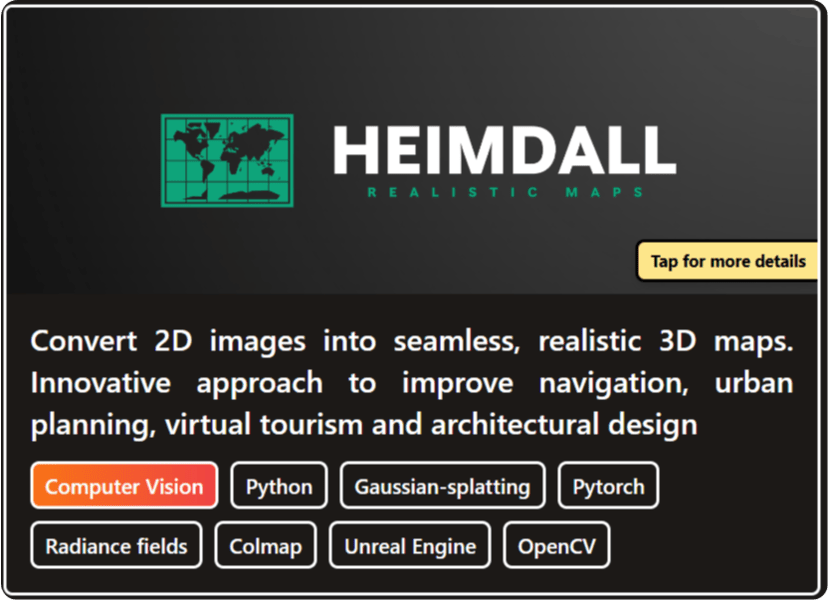 HEIMDALL
REALISTIC MAPS
Tap for more details
Convert 2D images into seamless, realistic 3D maps.
Innovative approach to improve navigation, urban
planning, virtual tourism and architectural design
Computer Vision Python Gaussian-splatting Pytorch
Radiance fields Colmap Unreal Engine OpenCV